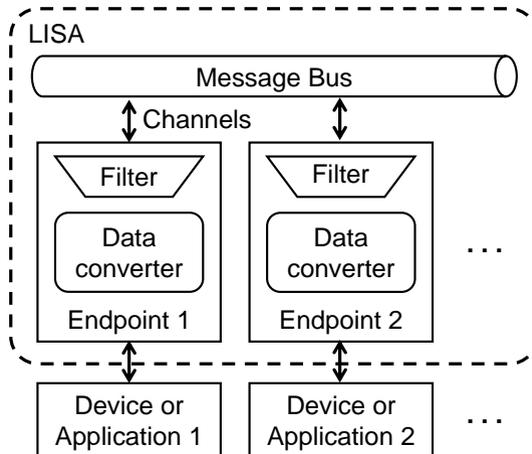 LISA
Message Bus
Channels
Filter
Filter
Data
converter
Data
converter
. . .
Endpoint 1
Endpoint 2
Device or
Application 1
Device or
Application 2
. . .